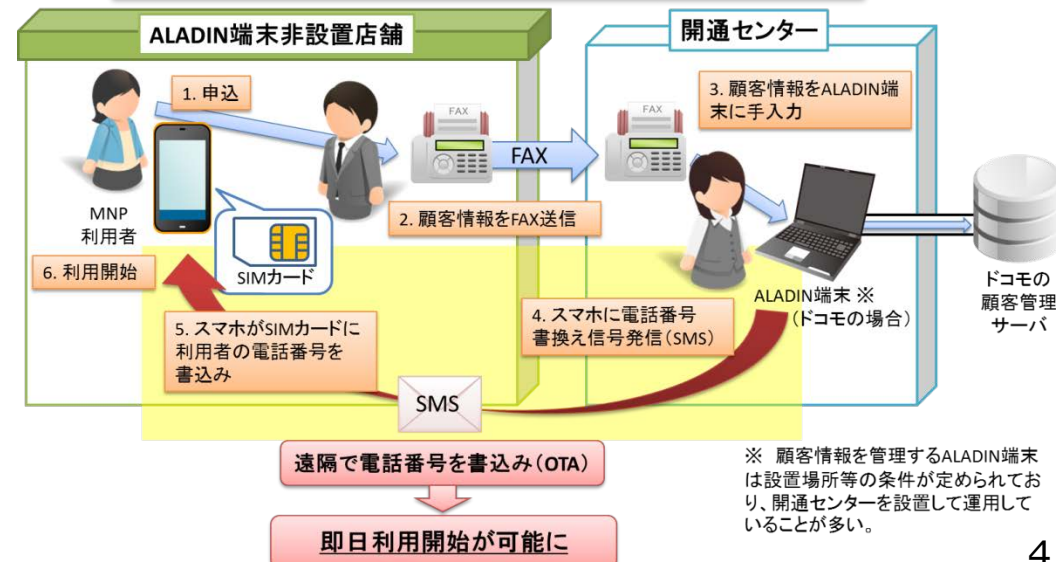 ALADIN端末非設置店舗
開通センター
1. 申込
FAX
FAX
3. 顧客情報をALADIN端
末に手入力
FAX
MNP
利用者
2. 顧客情報をFAX送信
6. 利用開始
SIMカード
ALADIN端末 ※
(ドコモの場合)
ドコモの
顧客管理
サーバ
5. スマホがSIMカードに
利用者の電話番号を
書込み
4. スマホに電話番号
書換え信号発信(SMS)
SMS
遠隔で電話番号を書込み(OTA)
即日利用開始が可能に
※ 顧客情報を管理するALADIN端末
は設置場所等の条件が定められてお
り、開通センターを設置して運用して
いることが多い。
4